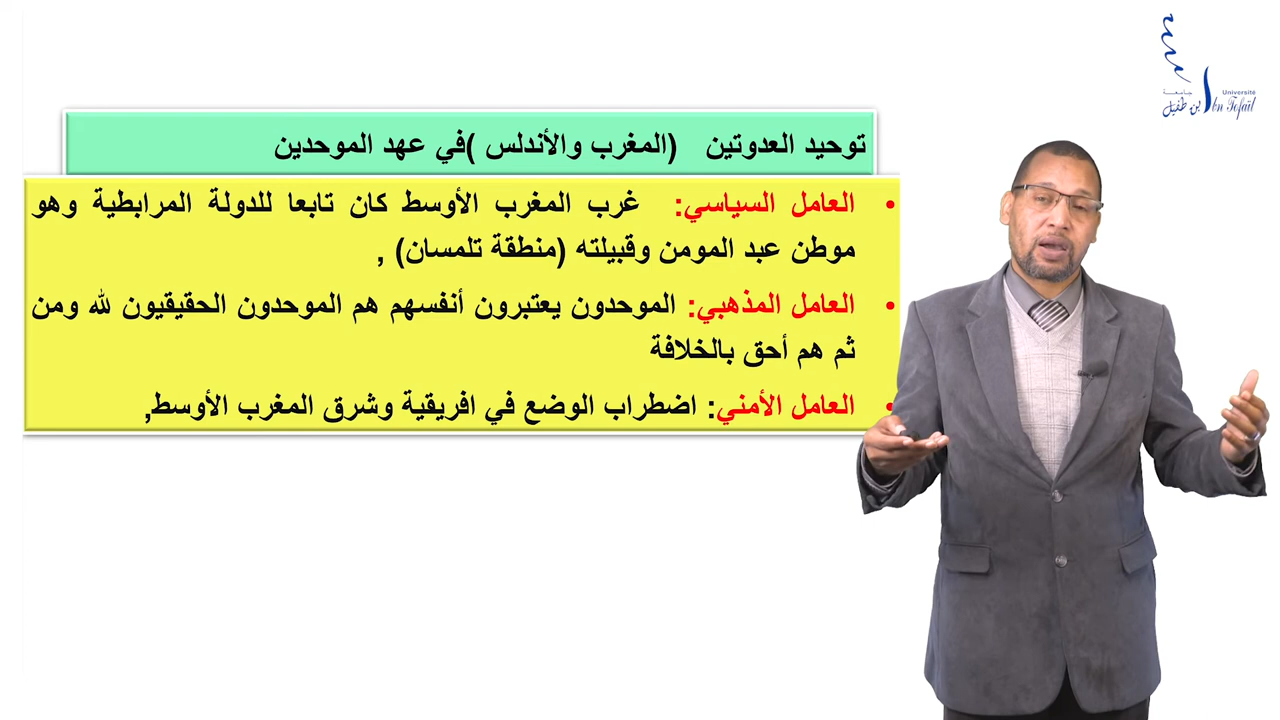 Université
جامعة
ابن طفيل Ibn Tofaïl
توحيد العدوتين (المغرب والأندلس )في عهد الموحدين
• العامل السياسي: غرب المغرب الأوسط كان تابعا للدولة المرابطية وهو
موطن عبد المومن وقبيلته (منطقة تلمسان) ,
• العامل المذهبي: الموحدون يعتبرون أنفسهم هم الموحدون الحقيقيون لله ومن
ثم هم أحق بالخلافة
• العامل الأمني: اضطراب الوضع في افريقية وشرق المغرب الأوسط,